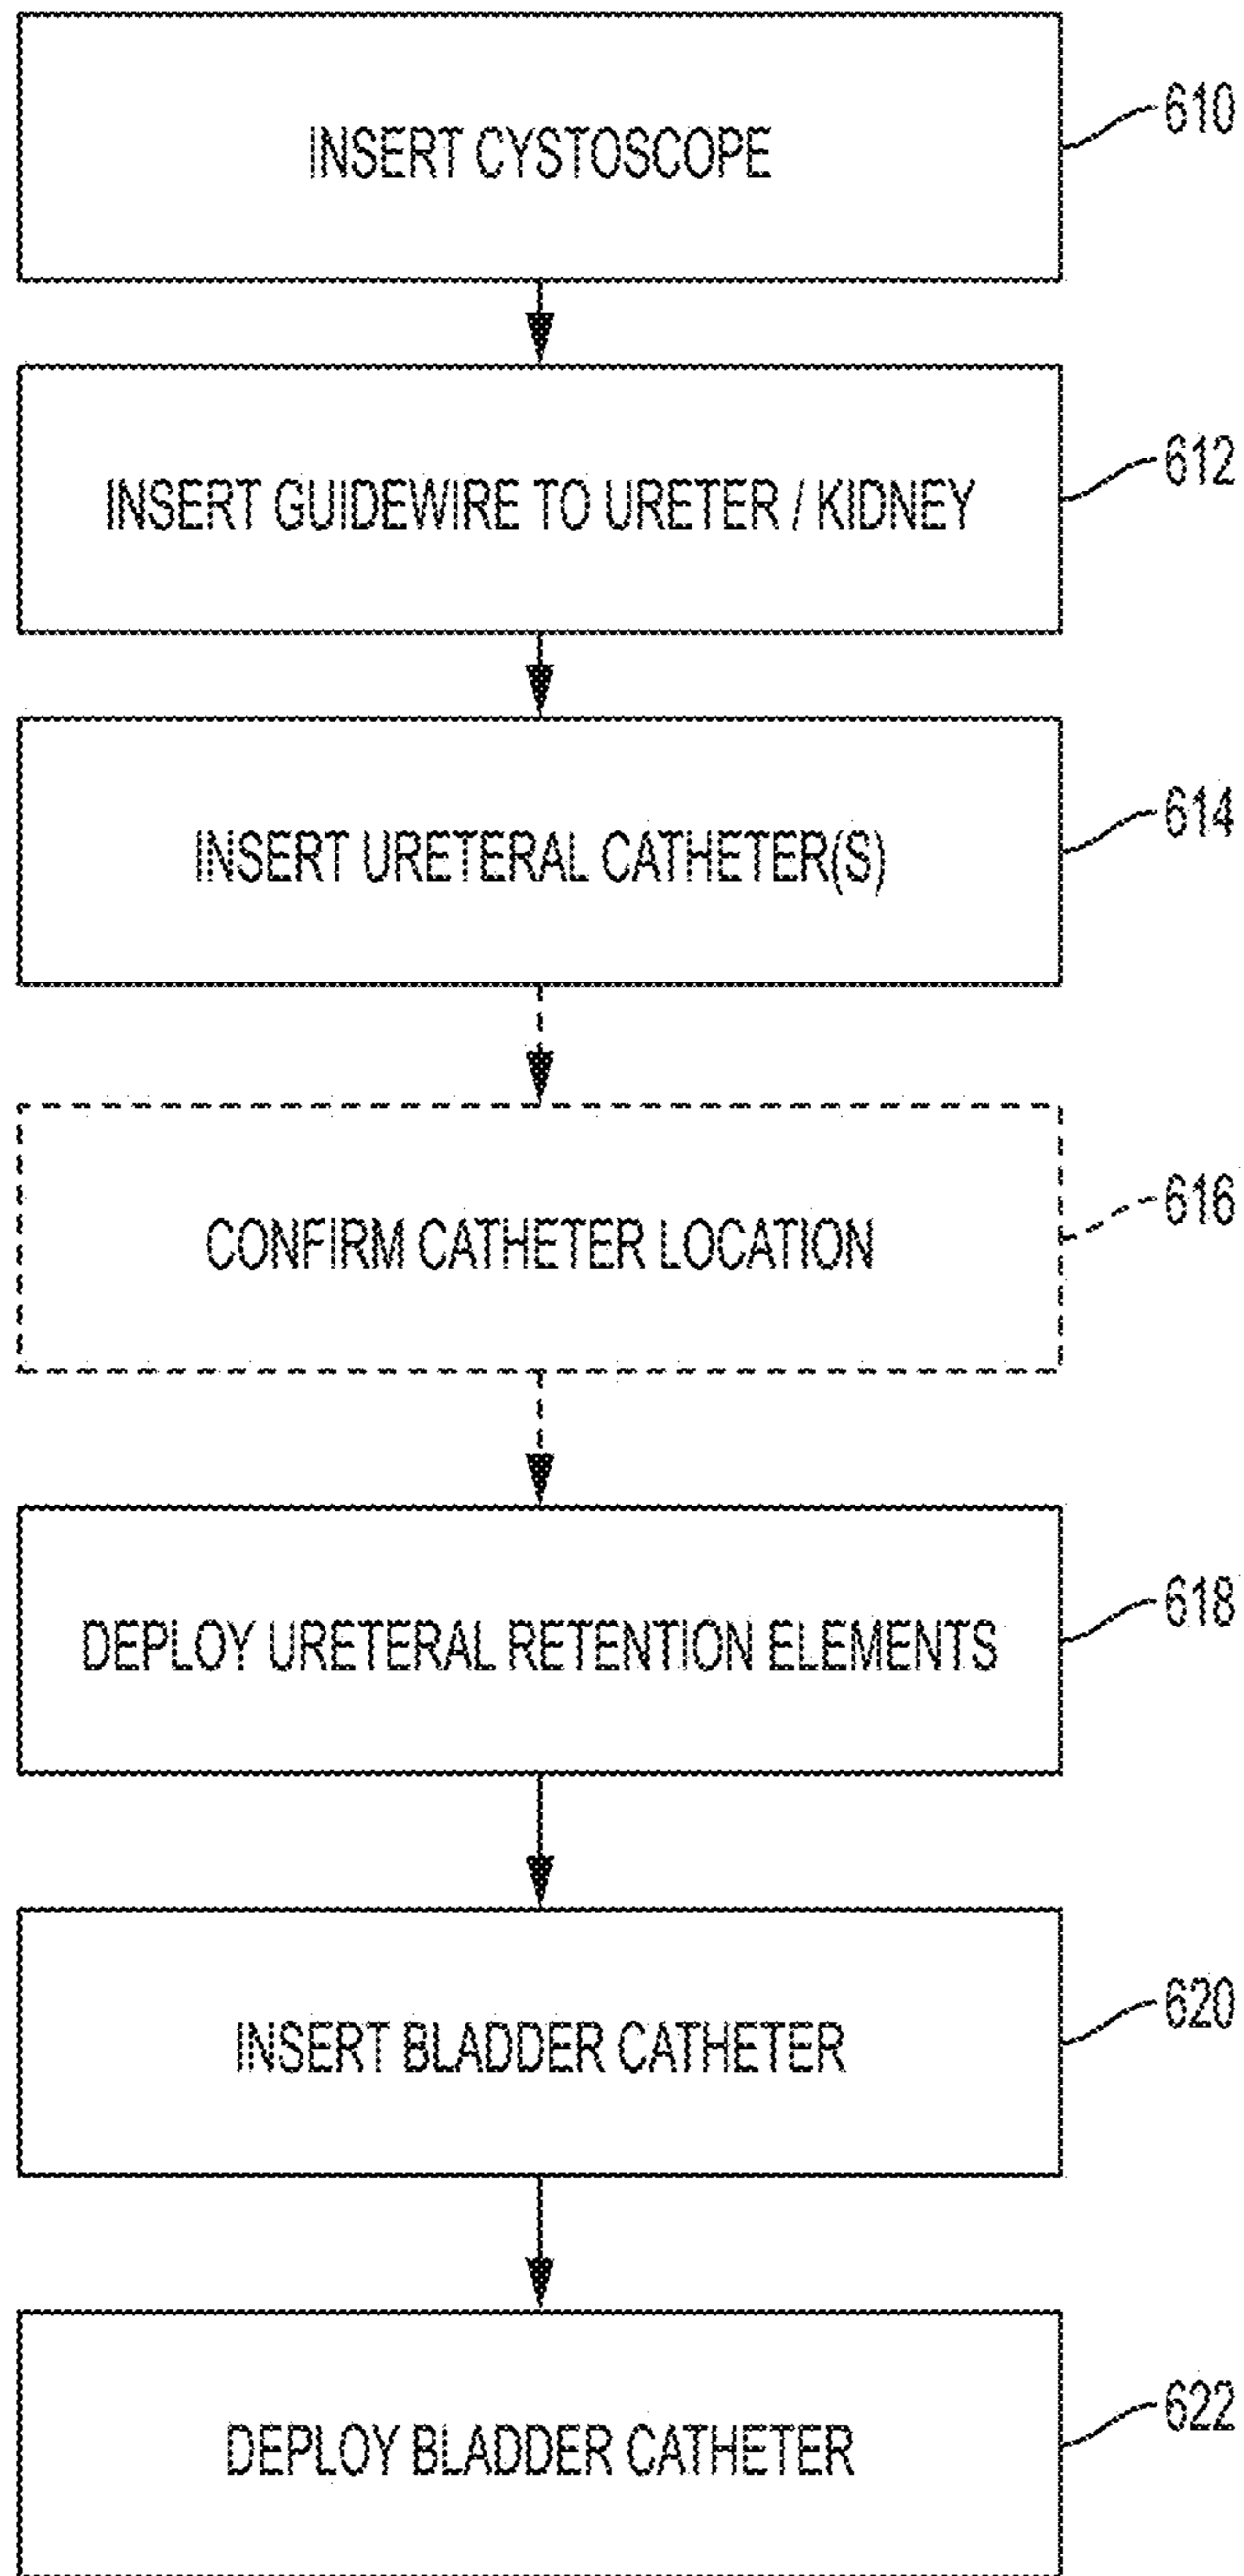 INSERT CYSTOSCOPE
610
INSERT GUIDEWIRE TO URETER / KIDNEY
612
INSERT URETERAL CATHETER(S)
614
CONFIRM CATHETER LOCATION
616
DEPLOY URETERAL RETENTION ELEMENTS
618
INSERT BLADDER CATHETER
620
DEPLOY BLADDER CATHETER
622